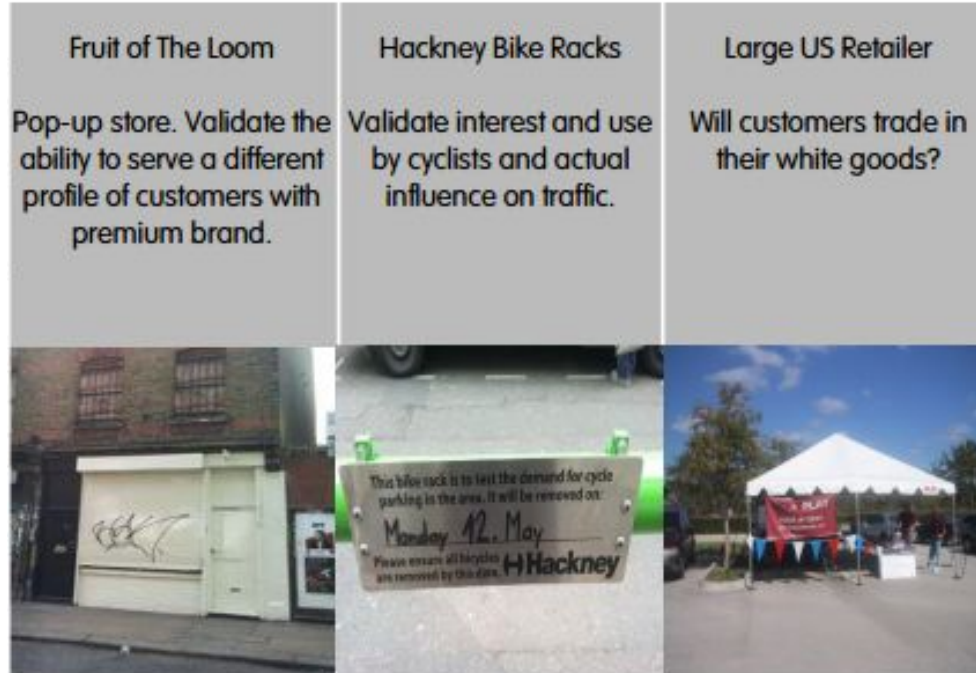 Fruit of The Loom
Pop-up store. Validate the
ability to serve a different
profile of customers with
premium brand.
Hackney Bike Racks
Validate interest and use
by cyclists and actual
influence on traffic.
Large US Retailer
Will customers trade in
their white goods?
This bike rack is to test the demand for cycle
parking in the area. It will be removed on:
Monday 12. May
Please ensure all bicycles
are removed by this date.
Hackney